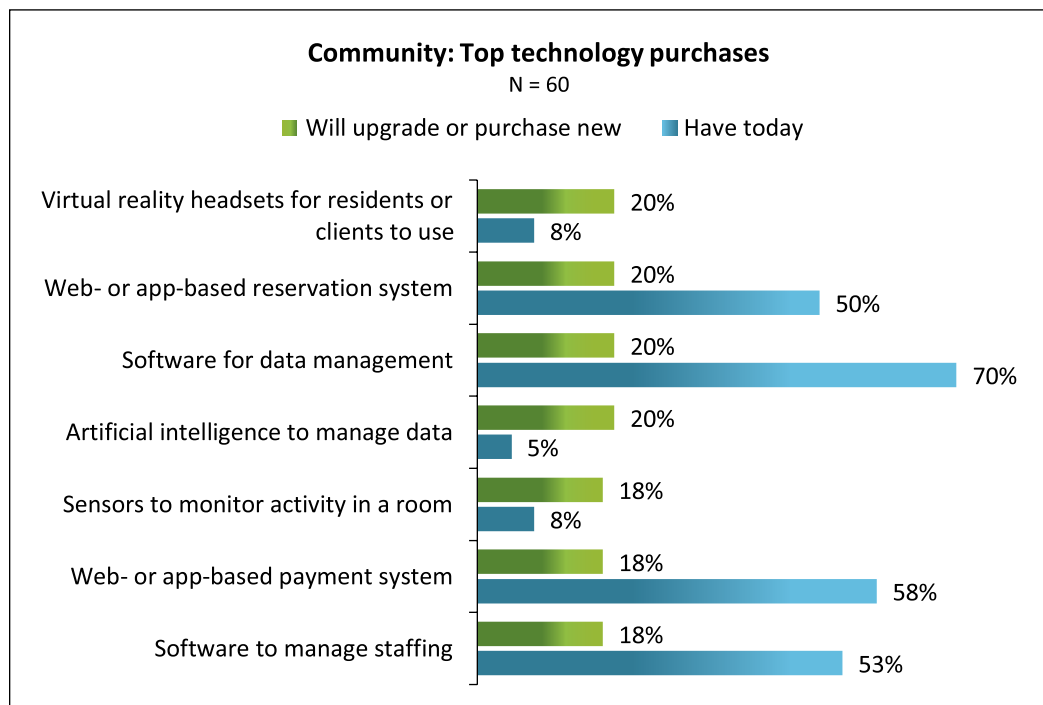 Community: Top technology purchases
N = 60
Will upgrade or purchase new
Have today
Virtual reality headsets for residents or
clients to use
20%
8%
Web- or app-based reservation system
20%
50%
Software for data management
20%
70%
Artificial intelligence to manage data
20%
5%
Sensors to monitor activity in a room
18%
8%
Web- or app-based payment system
18%
58%
Software to manage staffing
18%
53%